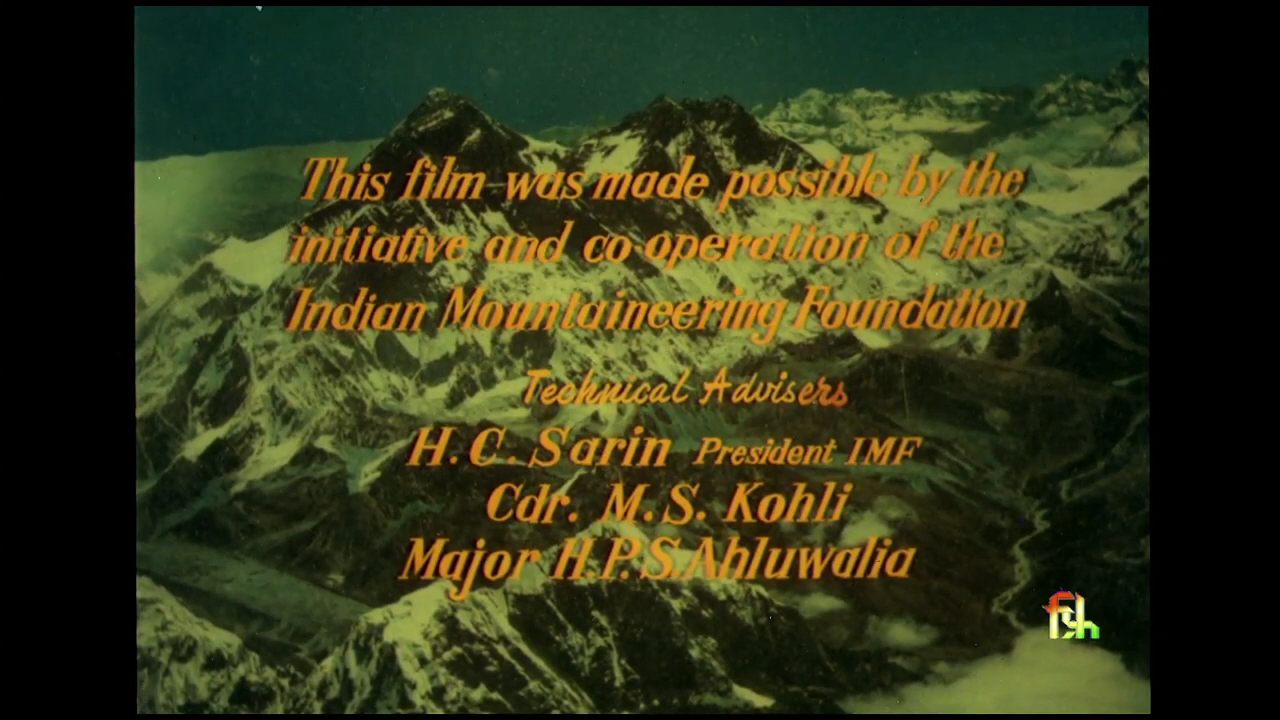 This film was made possible by the
initiative and co-operation of the
Indian Mountaineering Foundation
Technical Advisers
H.C. Sarin President IMF
Cdr. M.S. Kohli
Major H.P.S. Ahluwalia